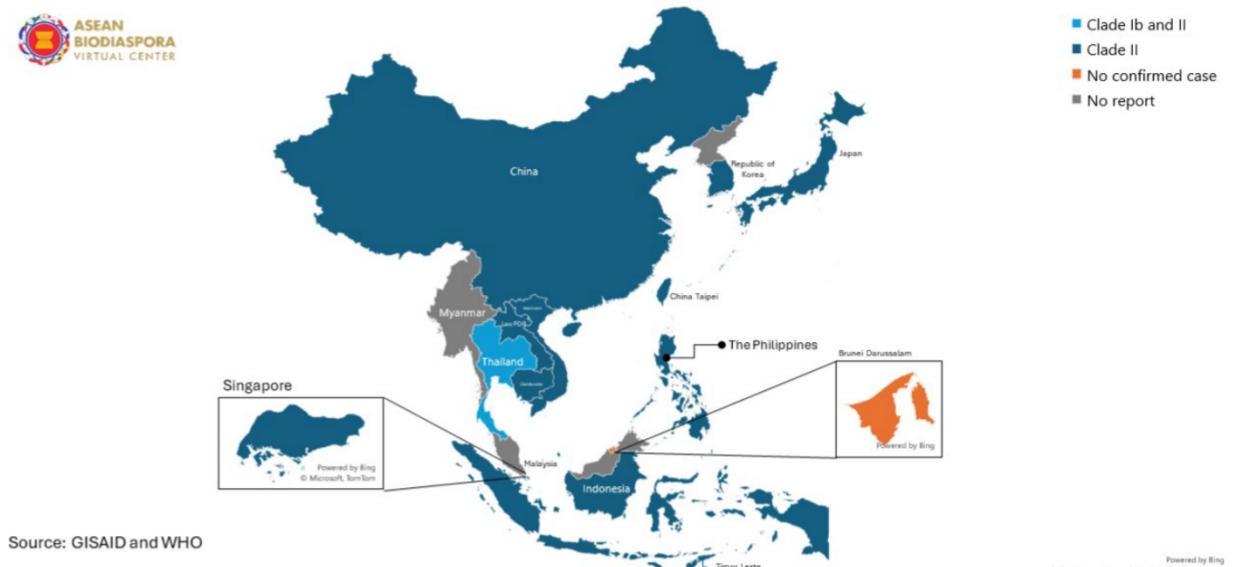 ASEAN
BIODIASPORA
VIRTUAL CENTER
Clade Ib and II
Clade II
No confirmed case
No report
China
Republic of
Korea
Japan
China Taipei
Myanmar
Lao PDR
Thailand
Cambodia
The Philippines
Brunei Darussalam
Powered by Bing
Singapore
Powered by Bing
© Microsoft, TomTom
Malaysia
Indonesia
Timor Leste
Source: GISAID and WHO
Powered by Bing